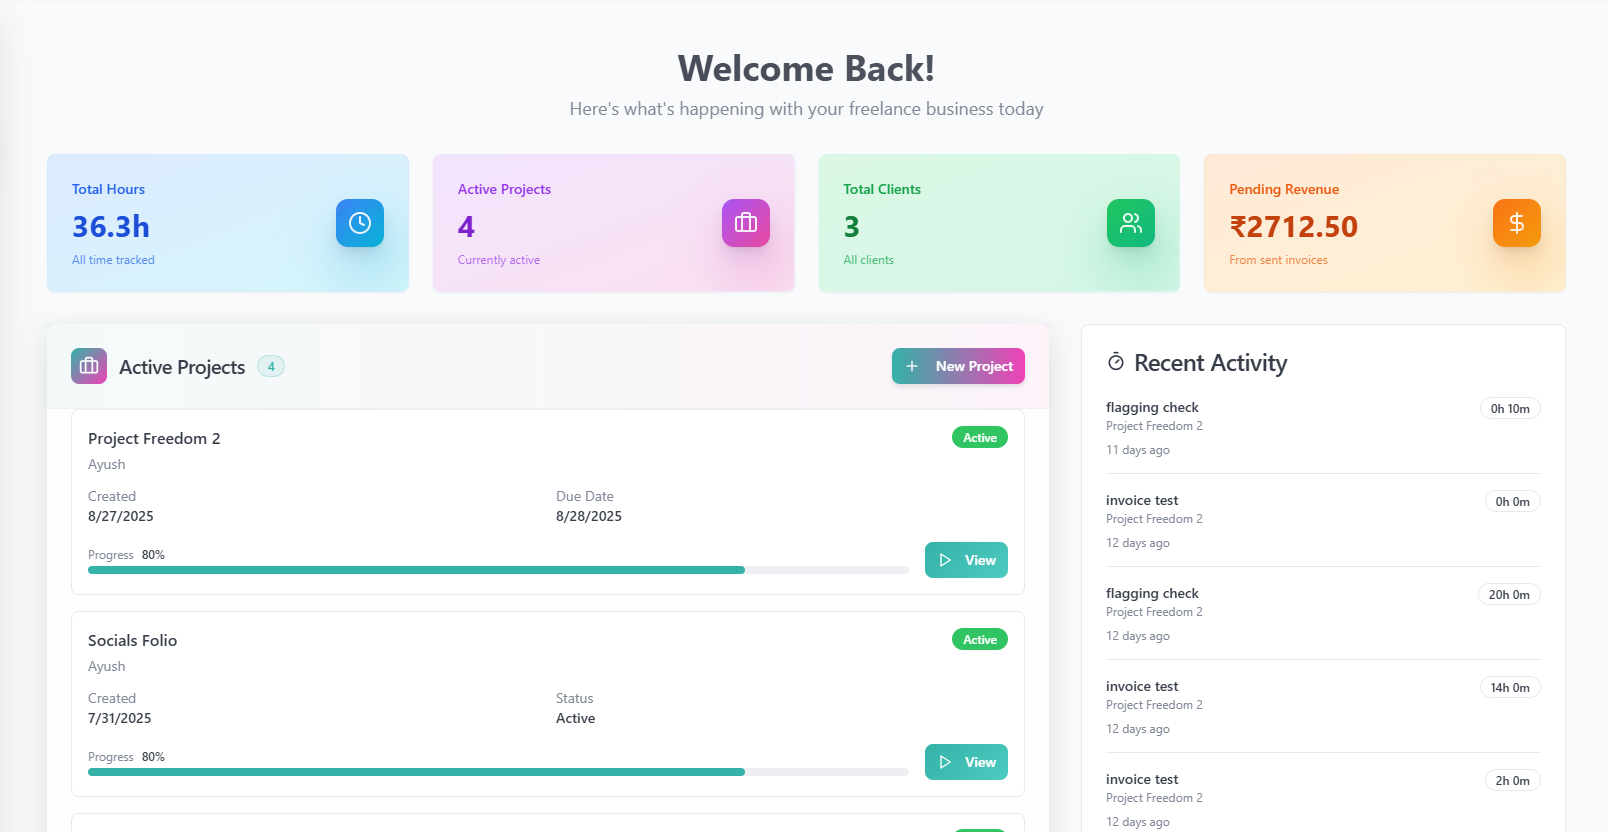 Welcome Back!
Here's what's happening with your freelance business today
Total Hours
36.3h
All time tracked
Active Projects
4
Currently active
Total Clients
3
All clients
Pending Revenue
₹2712.50
From sent invoices
Active Projects 4
New Project
Project Freedom 2
Active
Ayush
Created
8/27/2025
Due Date
8/28/2025
Progress 80%
View
Socials Folio
Active
Ayush
Created
7/31/2025
Status
Active
Progress 80%
View
Recent Activity
flagging check
0h 10m
Project Freedom 2
11 days ago
invoice test
0h 0m
Project Freedom 2
12 days ago
flagging check
20h 0m
Project Freedom 2
12 days ago
invoice test
14h 0m
Project Freedom 2
12 days ago
invoice test
2h 0m
Project Freedom 2
12 days ago